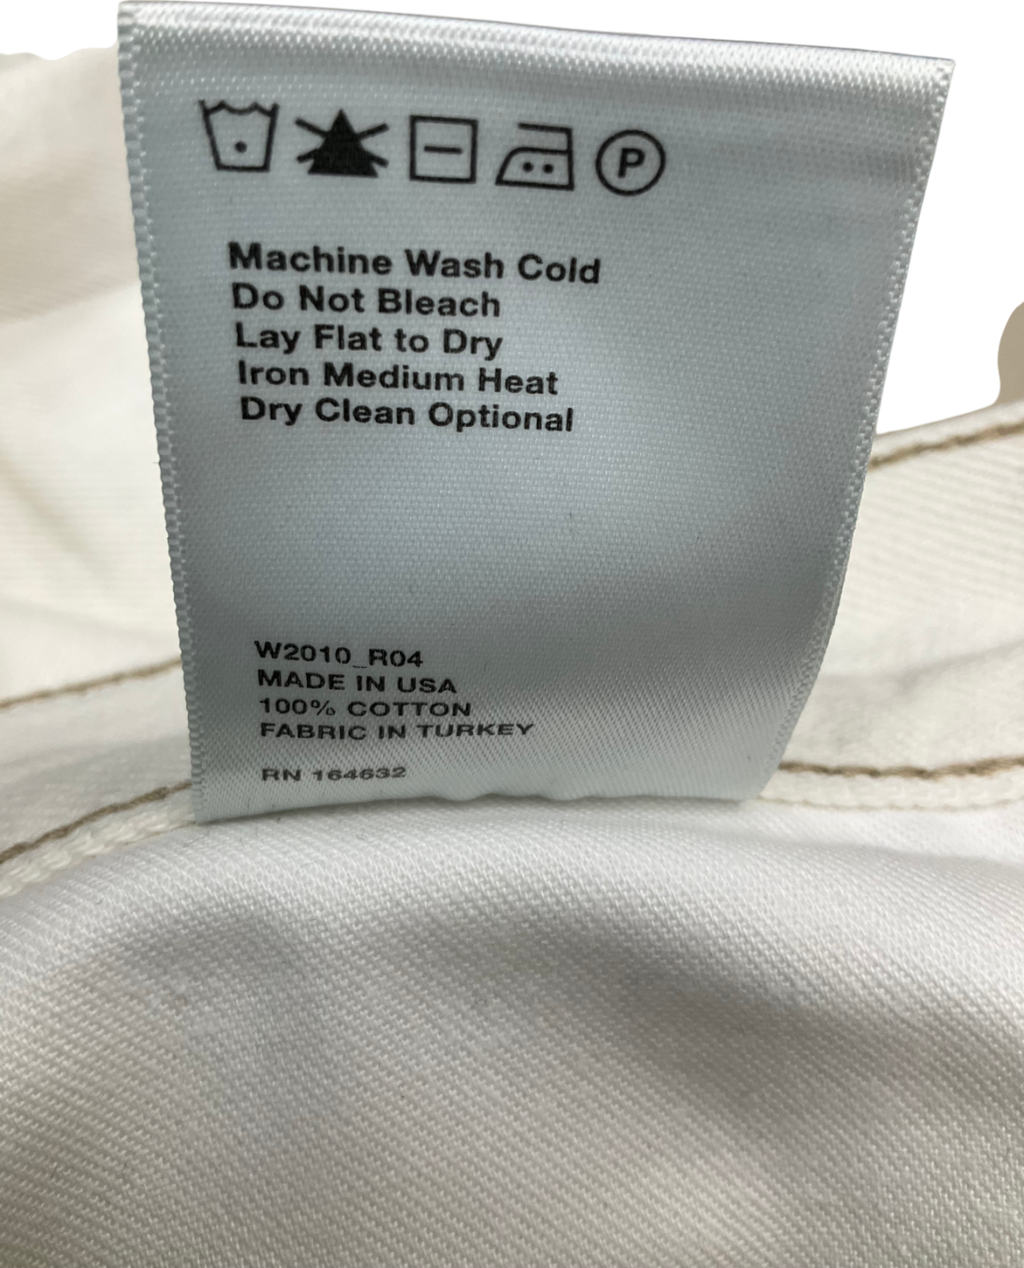 P
Machine Wash Cold
Do Not Bleach
Lay Flat to Dry
Iron Medium Heat
Dry Clean Optional
W2010_R04
MADE IN USA
100% COTTON
FABRIC IN TURKEY
RN 164632